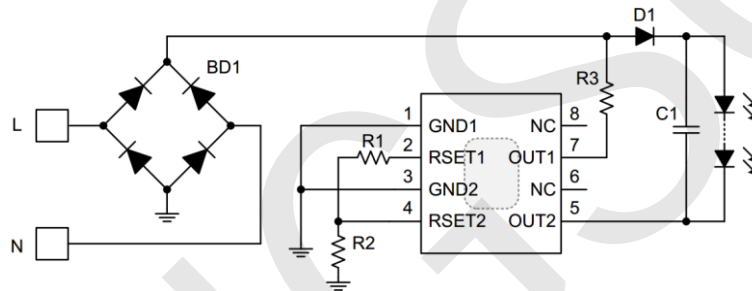 D1
BD1
R3
C1
L
1 GND1 NC 8
R1
2 RSET1 OUT1 7
3 GND2 NC 6
4 RSET2 OUT2 5
R2
N